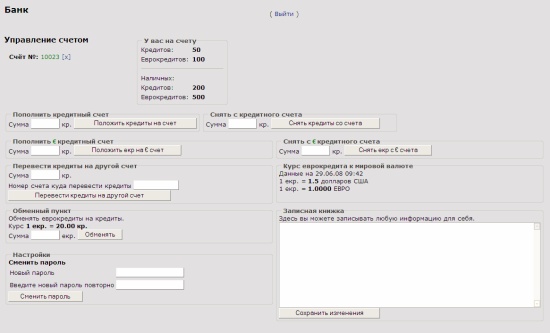 Банк
( Выйти )
Управление счетом
Счёт №: 10023 [x]
У вас на счету
Кредитов: 50
Еврокредитов: 100
Наличных:
Кредитов: 200
Еврокредитов: 500
Пополнить кредитный счет
Сумма кр. Положить кредиты на счет
Снять с кредитного счета
Сумма кр. Снять кредиты со счета
Пополнить € кредитный счет
Сумма кр. Положить екр на € счет
Снять с € кредитного счета
Сумма кр. Снять екр с € счета
Перевести кредиты на другой счет
Сумма кр.
Номер счета куда перевести кредиты
Перевести кредиты на другой счет
Курс еврокредита к мировой валюте
Данные на 29.06.08 09:42
1 екр. = 1.5 долларов США
1 екр. = 1.0000 ЕВРО
Обменный пункт
Обменять еврокредиты на кредиты.
Курс 1 екр. = 20.00 кр.
Сумма екр. Обменять
Записная книжка
Здесь вы можете записывать любую информацию для себя.
Сохранить изменения
Настройки
Сменить пароль
Новый пароль
Введите новый пароль повторно
Сменить пароль